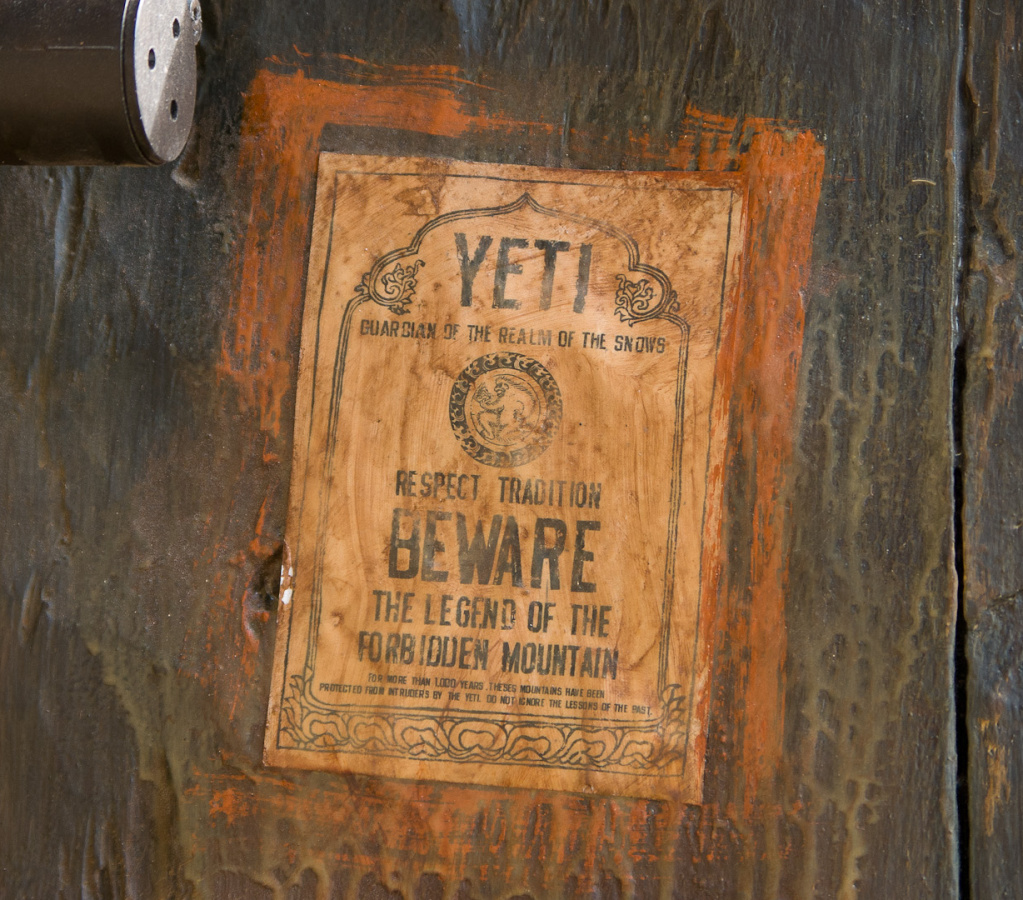 YETI
GUARDIAN OF THE REALM OF THE SNOWS
RESPECT TRADITION
BEWARE
THE LEGEND OF THE
FORBIDDEN MOUNTAIN
FOR MORE THAN 1,000 YEARS, THESES MOUNTAINS HAVE BEEN
PROTECTED FROM INTRUDERS BY THE YETI. DO NOT IGNORE THE LESSONS OF THE PAST.